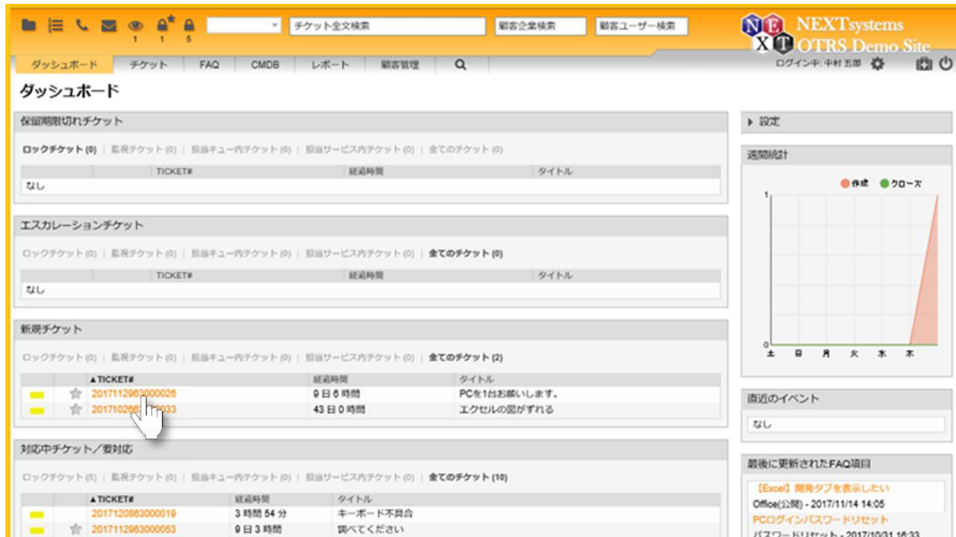 1 1 5
チケット全文検索 顧客企業検索 顧客ユーザー検索
NEXT
NEXTsystems
OTRS Demo Site
ダッシュボード チケット FAQ CMDB レポート 顧客管理
ログイン中: 中村 五郎
ダッシュボード
保留期限切れチケット
ロックチケット (0) | 監視チケット (0) | 担当キュー内チケット (0) | 担当サービス内チケット (0) | 全てのチケット (0)
TICKET# 経過時間 タイトル
なし
エスカレーションチケット
ロックチケット (0) | 監視チケット (0) | 担当キュー内チケット (0) | 担当サービス内チケット (0) | 全てのチケット (0)
TICKET# 経過時間 タイトル
なし
新規チケット
ロックチケット (0) | 監視チケット (0) | 担当キュー内チケット (0) | 担当サービス内チケット (0) | 全てのチケット (2)
▲TICKET# 経過時間 タイトル
2017112963000026 9 日 6 時間 PCを1台お願いします。
43 日 0 時間 エクセルの図がずれる
対応中チケット／要対応
ロックチケット (5) | 監視チケット (0) | 担当キュー内チケット (0) | 担当サービス内チケット (0) | 全てのチケット (10)
▲TICKET# 経過時間 タイトル
2017120863000019 3 時間 54 分 キーボード不具合
2017112963000053 9 日 3 時間 調べてください
▶ 設定
週間統計
作成 クローズ
1
0
土 日 月 火 水 木
直近のイベント
なし
最後に更新されたFAQ項目
【Excel】開発タブを表示したい
Office(公開) - 2017/11/14 14:05
PCログインパスワードリセット
パスワードリセット - 2017/10/31 16:33